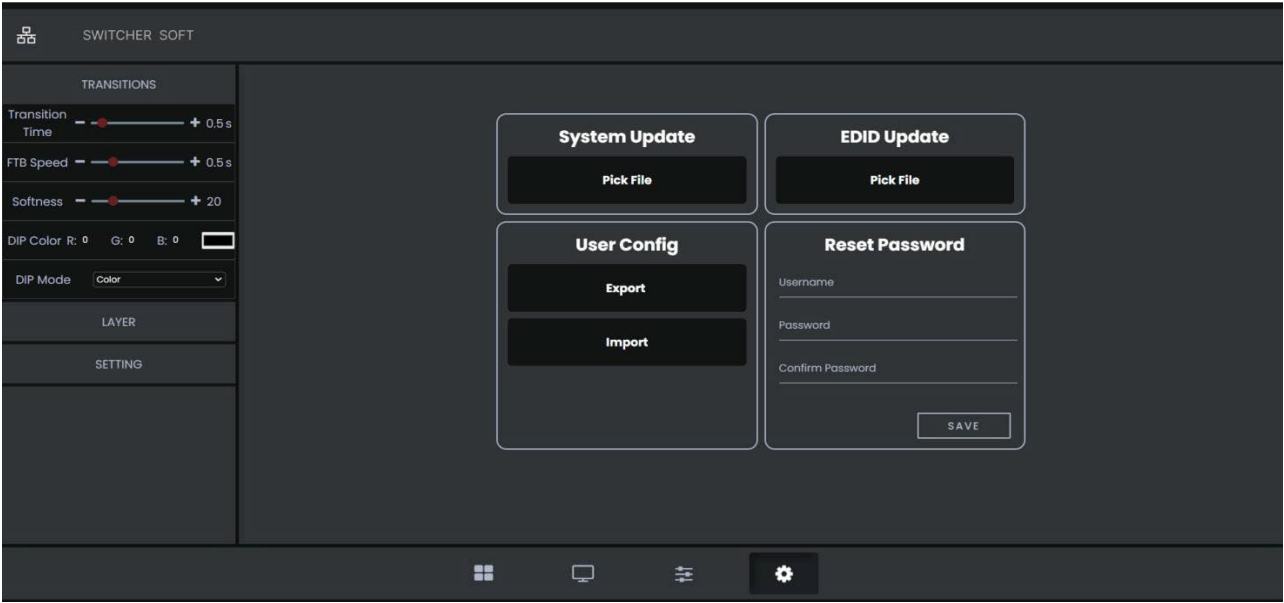 SWITCHER SOFT
TRANSITIONS
Transition
Time
− + 0.5 s
FTB Speed − + 0.5 s
Softness − + 20
DIP Color R: 0 G: 0 B: 0
DIP Mode Color
LAYER
SETTING
System Update
Pick File
EDID Update
Pick File
User Config
Export
Import
Reset Password
Username
Password
Confirm Password
SAVE